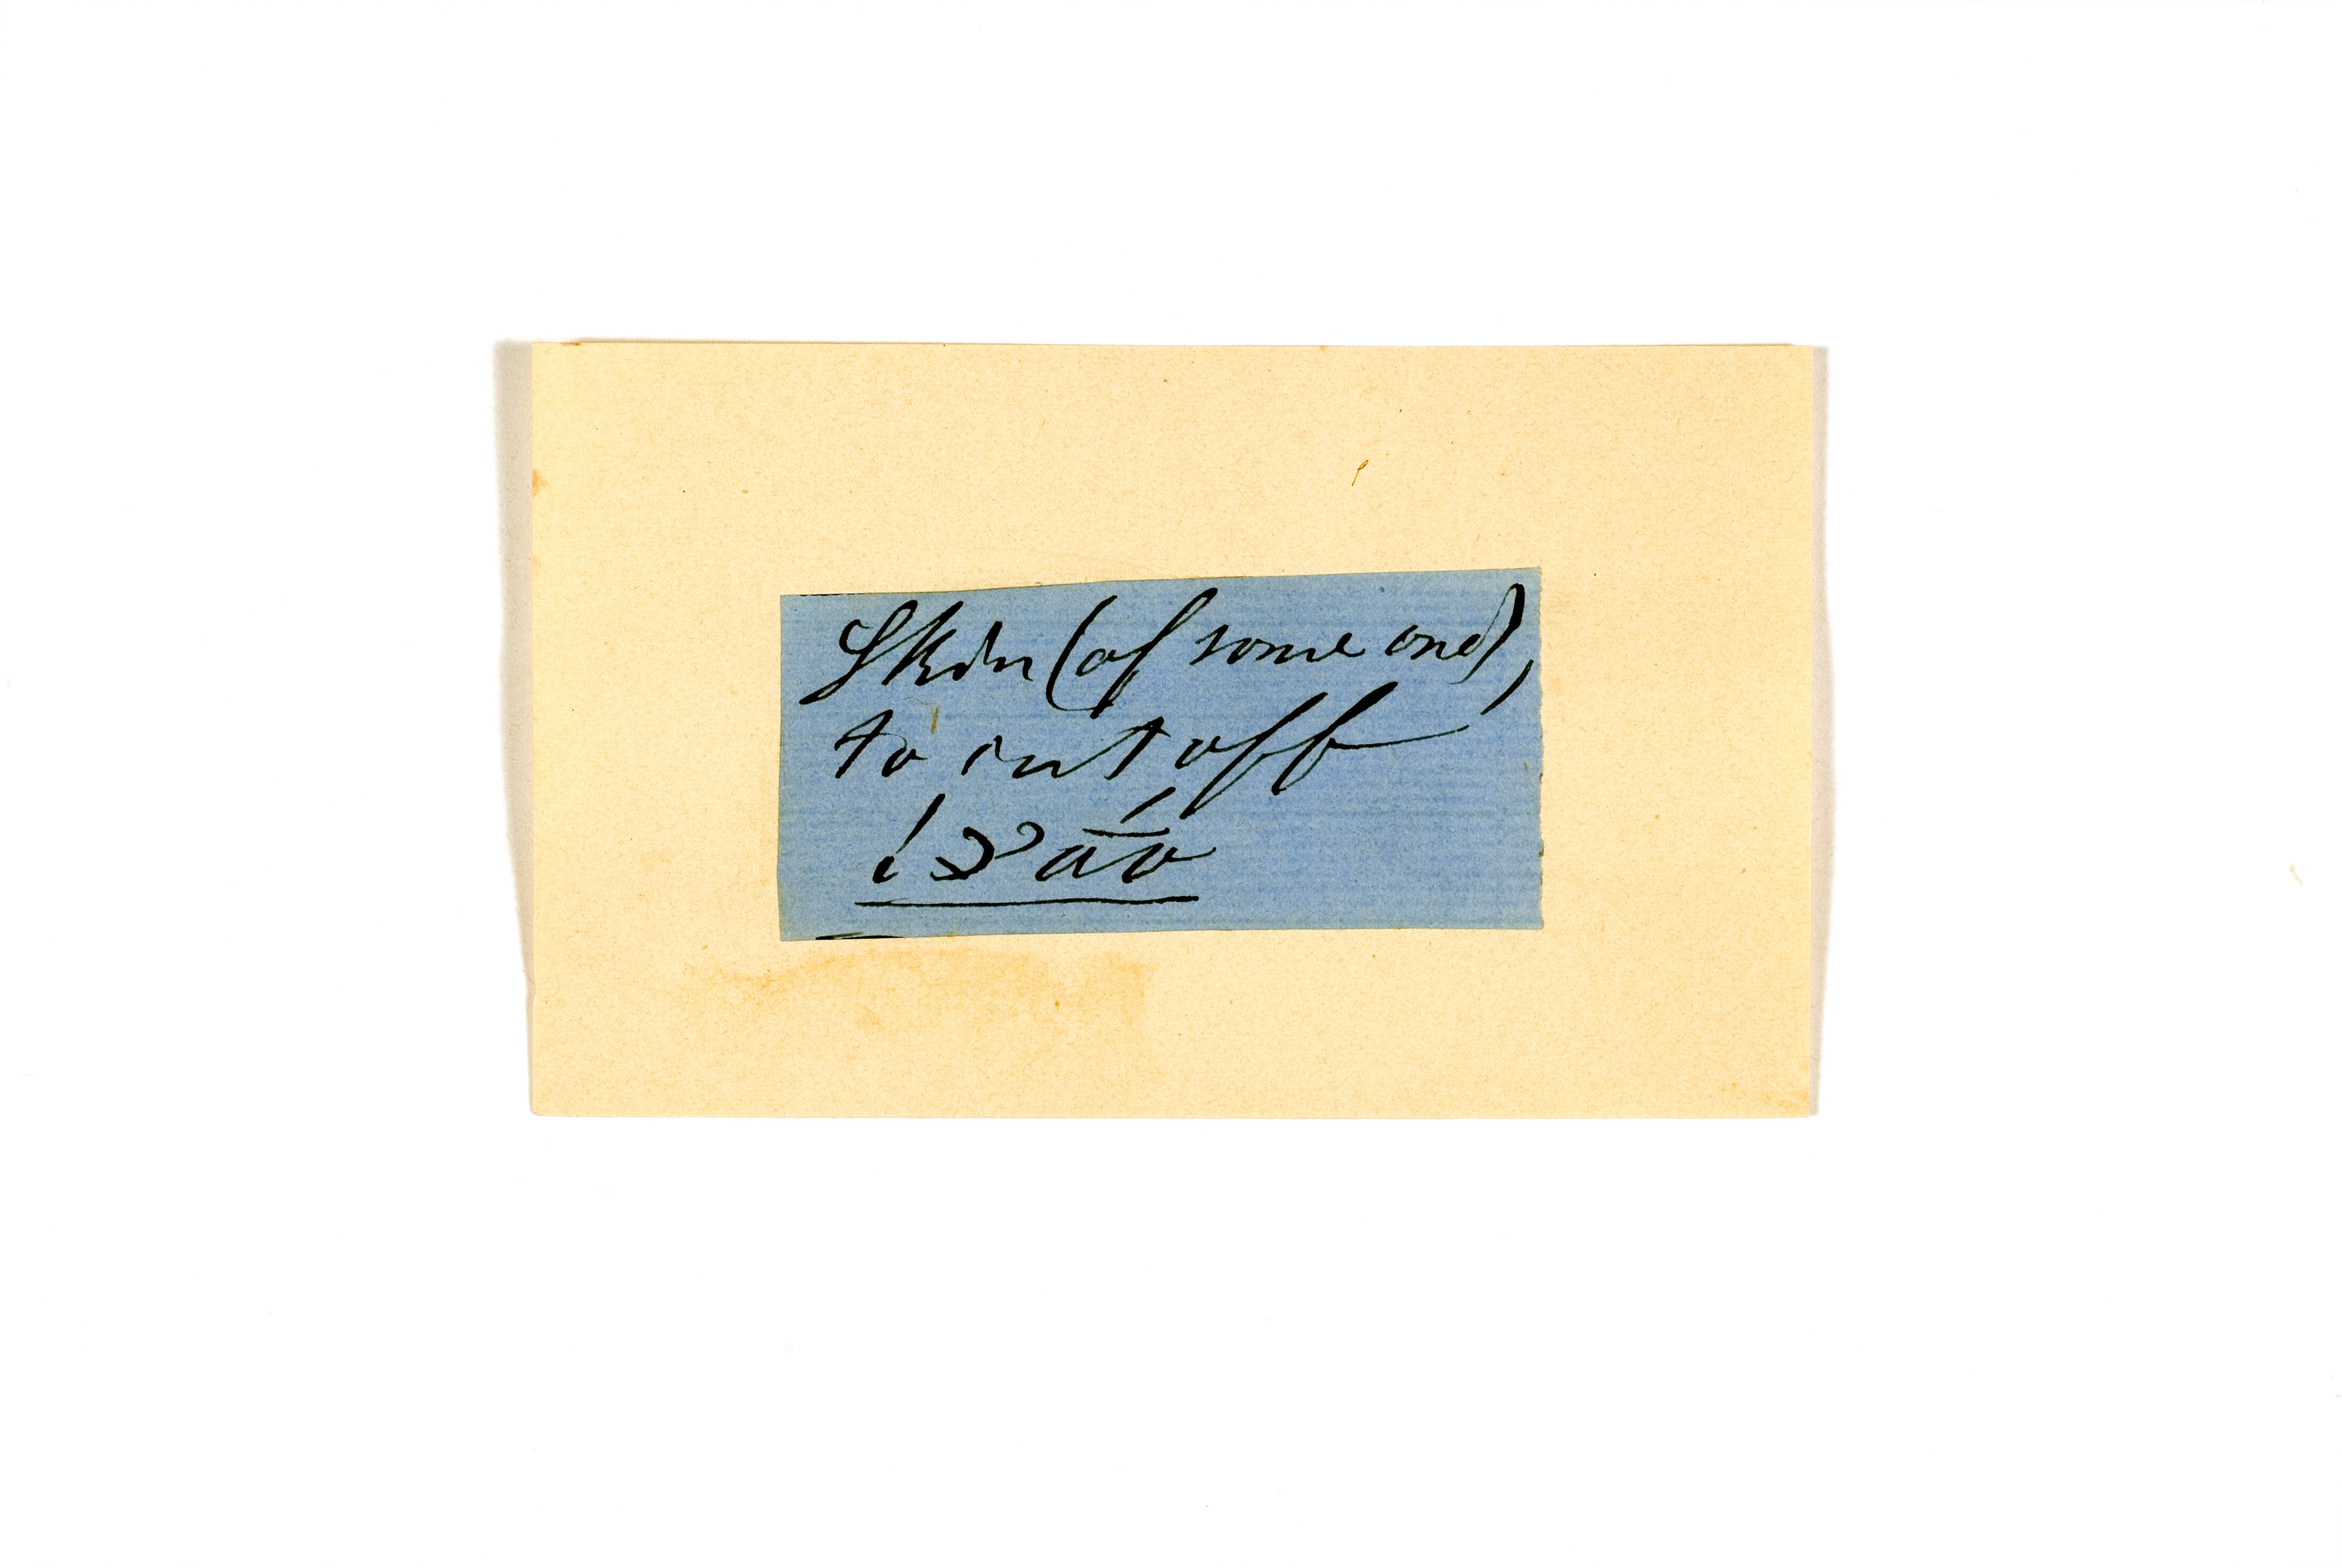 Skin (of some one),
to cut off